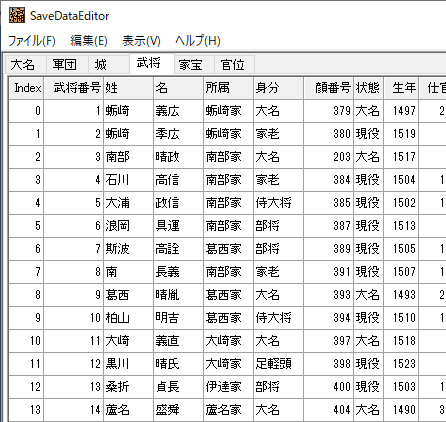 SaveDataEditor
ファイル(F) 編集(E) 表示(V) ヘルプ(H)
大名 軍団 城 武将 家宝 官位
Index 武将番号 姓 名 所属 身分 顔番号 状態 生年 仕官
0 1 蛎崎 義広 蛎崎家 大名 379 大名 1497 2
1 2 蛎崎 季広 蛎崎家 家老 380 現役 1519
2 3 南部 晴政 南部家 大名 203 大名 1517
3 4 石川 高信 南部家 家老 384 現役 1504 1
4 5 大浦 政信 南部家 侍大将 385 現役 1502 1
5 6 浪岡 具運 南部家 部将 387 現役 1513
6 7 斯波 高詮 葛西家 部将 389 現役 1505 1
7 8 南 長義 南部家 家老 391 現役 1507 1
8 9 葛西 晴胤 葛西家 大名 393 大名 1493 2
9 10 柏山 明吉 葛西家 侍大将 394 現役 1510 1
10 11 大崎 義直 大崎家 大名 397 大名 1518
11 12 黒川 晴氏 大崎家 足軽頭 398 現役 1523
12 13 桑折 貞長 伊達家 部将 400 現役 1503 1
13 14 蘆名 盛舜 蘆名家 大名 404 大名 1490 3